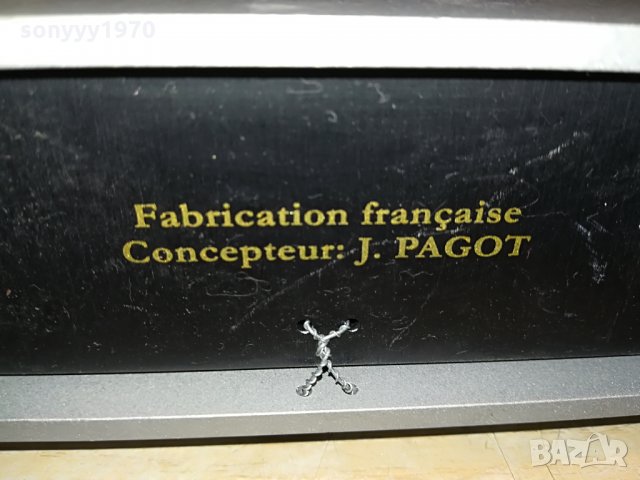 sonyyy1970
Fabrication française
Concepteur: J. PAGOT
BAZAR